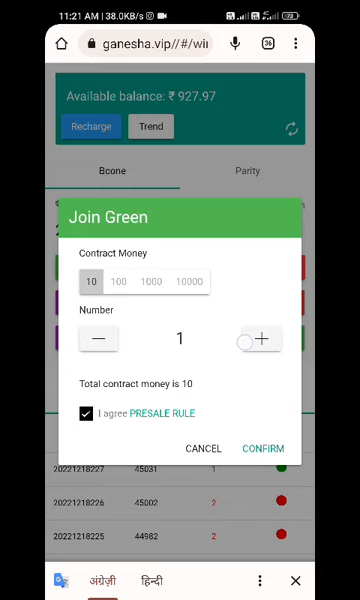 11:21 AM | 38.0KB/s
73
ganesha.vip//#/wi
36
Available balance: ₹ 927.97
Recharge Trend
Bcone Parity
Join Green
Contract Money
10 100 1000 10000
Number
— 1 +
Total contract money is 10
I agree PRESALE RULE
CANCEL CONFIRM
20221218227 45031 1
20221218226 45002 2
20221218225 44982 2
अंग्रेज़ी हिन्दी